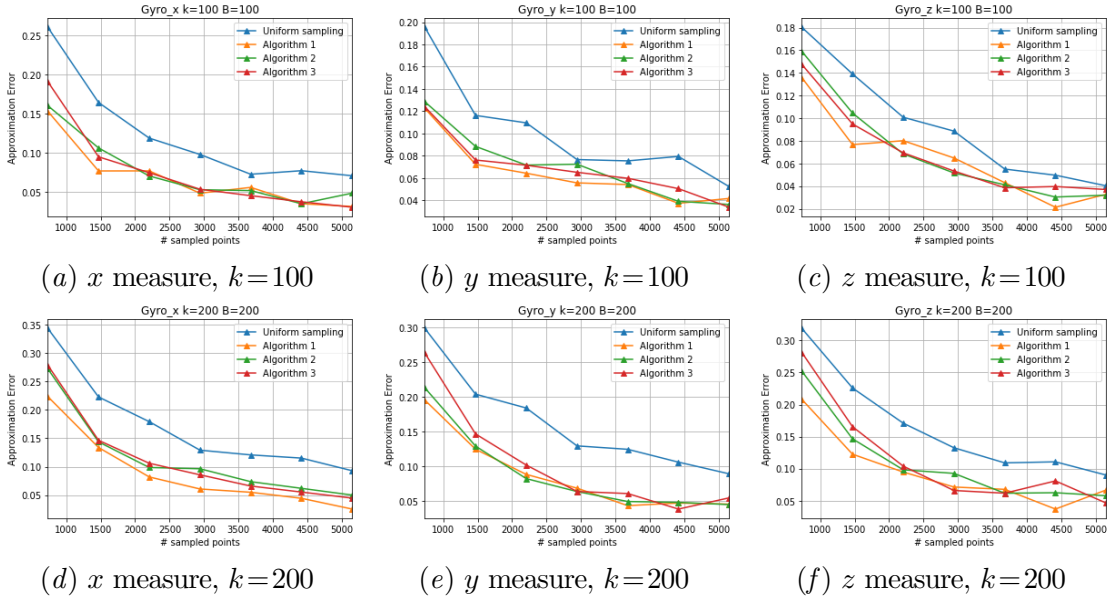 Gyro_x k=100 B=100
Approximation Error
0.25
0.20
0.15
0.10
0.05
Uniform sampling
Algorithm 1
Algorithm 2
Algorithm 3
1000 1500 2000 2500 3000 3500 4000 4500 5000
# sampled points
(a) x measure, k=100
Gyro_y k=100 B=100
Approximation Error
0.20
0.18
0.16
0.14
0.12
0.10
0.08
0.06
0.04
Uniform sampling
Algorithm 1
Algorithm 2
Algorithm 3
1000 1500 2000 2500 3000 3500 4000 4500 5000
# sampled points
(b) y measure, k=100
Gyro_z k=100 B=100
Approximation Error
0.18
0.16
0.14
0.12
0.10
0.08
0.06
0.04
0.02
Uniform sampling
Algorithm 1
Algorithm 2
Algorithm 3
1000 1500 2000 2500 3000 3500 4000 4500 5000
# sampled points
(c) z measure, k=100
Gyro_x k=200 B=200
Approximation Error
0.35
0.30
0.25
0.20
0.15
0.10
0.05
Uniform sampling
Algorithm 1
Algorithm 2
Algorithm 3
1000 1500 2000 2500 3000 3500 4000 4500 5000
# sampled points
(d) x measure, k=200
Gyro_y k=200 B=200
Approximation Error
0.30
0.25
0.20
0.15
0.10
0.05
Uniform sampling
Algorithm 1
Algorithm 2
Algorithm 3
1000 1500 2000 2500 3000 3500 4000 4500 5000
# sampled points
(e) y measure, k=200
Gyro_z k=200 B=200
Approximation Error
0.30
0.25
0.20
0.15
0.10
0.05
Uniform sampling
Algorithm 1
Algorithm 2
Algorithm 3
1000 1500 2000 2500 3000 3500 4000 4500 5000
# sampled points
(f) z measure, k=200